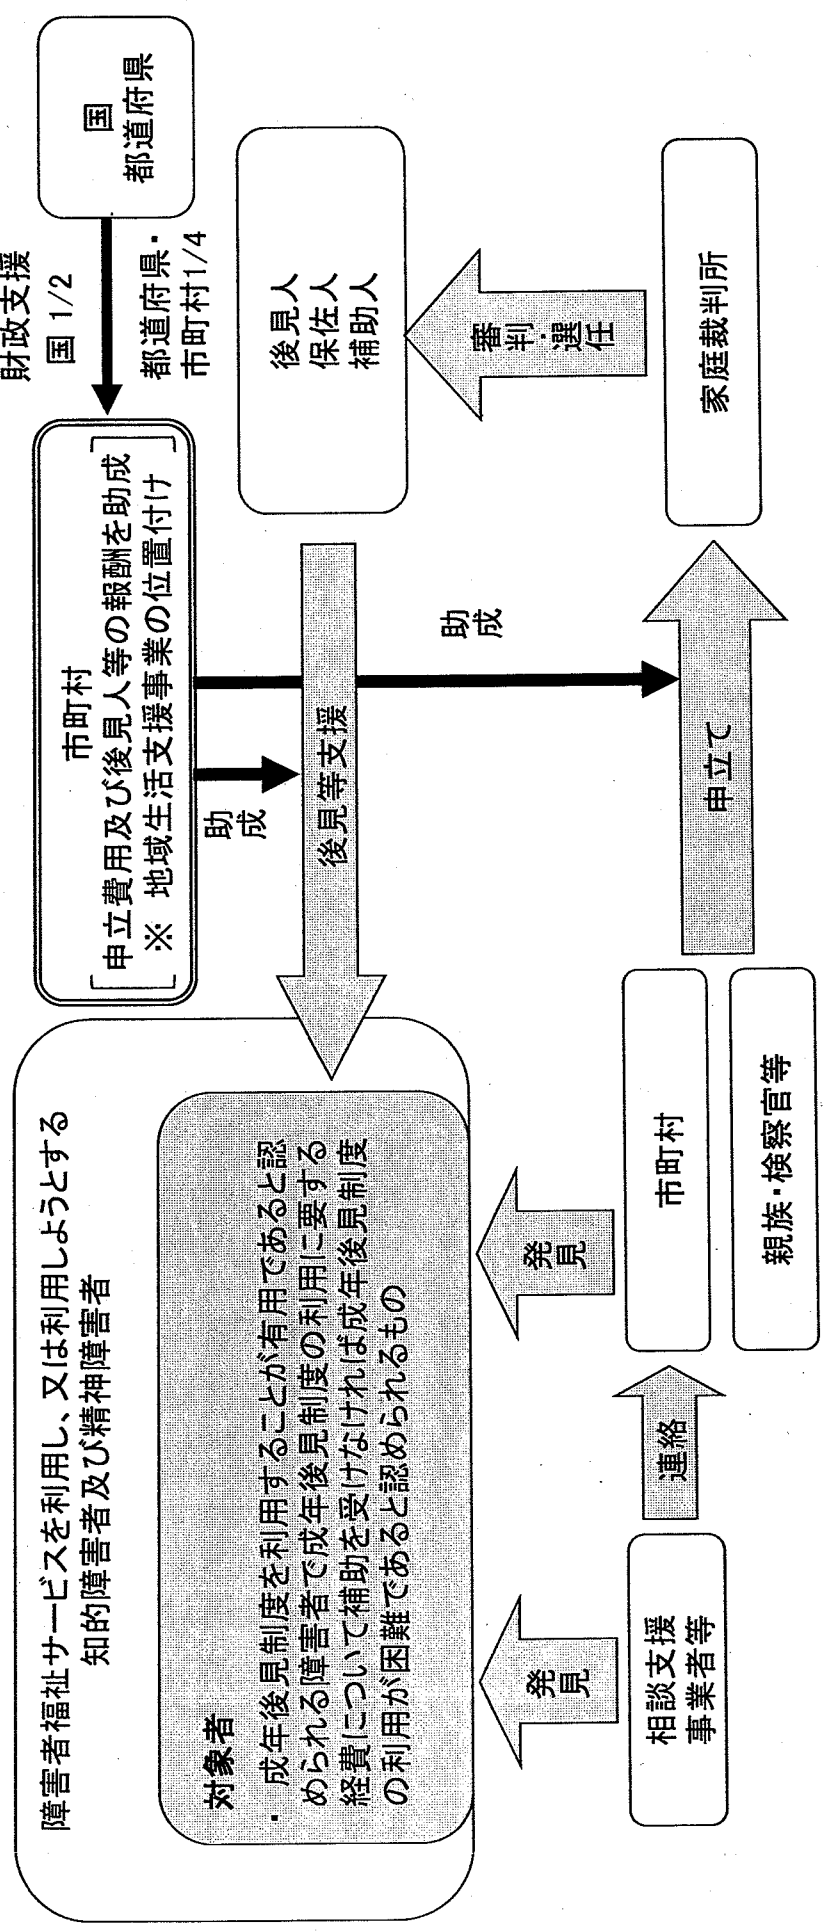 障害者福祉サービスを利用し、又は利用しようとする
知的障害者及び精神障害者
対象者
・ 成年後見制度を利用することが有用であると認
められる障害者で成年後見制度の利用に要する
経費について補助を受けなければ成年後見制度
の利用が困難であると認められるもの
市町村
申立費用及び後見人等の報酬を助成
※ 地域生活支援事業の位置付け
財政支援
国 1/2
都道府県・
市町村1/4
国
都道府県
助成
後見等支援
助成
後見人
保佐人
補助人
審判・選任
家庭裁判所
申立て
発見
発見
相談支援
事業者等
連絡
市町村
親族・検察官等